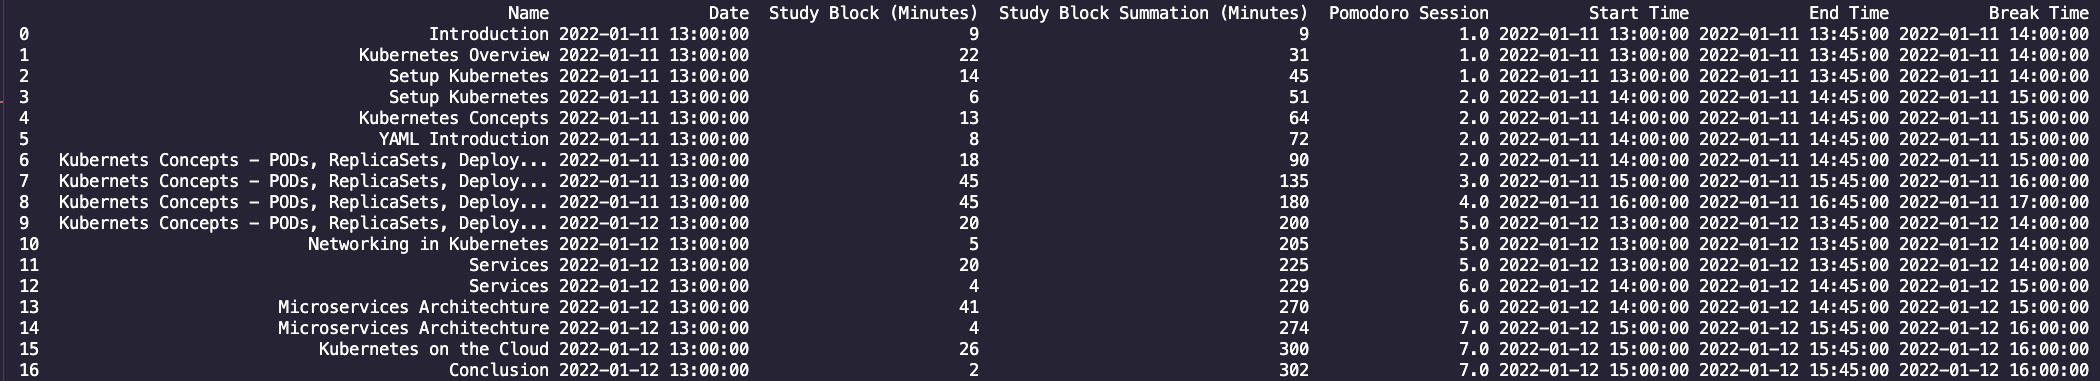 Name Date Study Block (Minutes) Study Block Summation (Minutes) Pomodoro Session Start Time End Time Break Time
0 Introduction 2022-01-11 13:00:00 9 9 1.0 2022-01-11 13:00:00 2022-01-11 13:45:00 2022-01-11 14:00:00
1 Kubernetes Overview 2022-01-11 13:00:00 22 31 1.0 2022-01-11 13:00:00 2022-01-11 13:45:00 2022-01-11 14:00:00
2 Setup Kubernetes 2022-01-11 13:00:00 14 45 1.0 2022-01-11 13:00:00 2022-01-11 13:45:00 2022-01-11 14:00:00
3 Setup Kubernetes 2022-01-11 13:00:00 6 51 2.0 2022-01-11 14:00:00 2022-01-11 14:45:00 2022-01-11 15:00:00
4 Kubernetes Concepts 2022-01-11 13:00:00 13 64 2.0 2022-01-11 14:00:00 2022-01-11 14:45:00 2022-01-11 15:00:00
5 YAML Introduction 2022-01-11 13:00:00 8 72 2.0 2022-01-11 14:00:00 2022-01-11 14:45:00 2022-01-11 15:00:00
6 Kubernets Concepts - PODs, ReplicaSets, Deploy... 2022-01-11 13:00:00 18 90 2.0 2022-01-11 14:00:00 2022-01-11 14:45:00 2022-01-11 15:00:00
7 Kubernets Concepts - PODs, ReplicaSets, Deploy... 2022-01-11 13:00:00 45 135 3.0 2022-01-11 15:00:00 2022-01-11 15:45:00 2022-01-11 16:00:00
8 Kubernets Concepts - PODs, ReplicaSets, Deploy... 2022-01-11 13:00:00 45 180 4.0 2022-01-11 16:00:00 2022-01-11 16:45:00 2022-01-11 17:00:00
9 Kubernets Concepts - PODs, ReplicaSets, Deploy... 2022-01-12 13:00:00 20 200 5.0 2022-01-12 13:00:00 2022-01-12 13:45:00 2022-01-12 14:00:00
10 Networking in Kubernetes 2022-01-12 13:00:00 5 205 5.0 2022-01-12 13:00:00 2022-01-12 13:45:00 2022-01-12 14:00:00
11 Services 2022-01-12 13:00:00 20 225 5.0 2022-01-12 13:00:00 2022-01-12 13:45:00 2022-01-12 14:00:00
12 Services 2022-01-12 13:00:00 4 229 6.0 2022-01-12 14:00:00 2022-01-12 14:45:00 2022-01-12 15:00:00
13 Microservices Architechture 2022-01-12 13:00:00 41 270 6.0 2022-01-12 14:00:00 2022-01-12 14:45:00 2022-01-12 15:00:00
14 Microservices Architechture 2022-01-12 13:00:00 4 274 7.0 2022-01-12 15:00:00 2022-01-12 15:45:00 2022-01-12 16:00:00
15 Kubernetes on the Cloud 2022-01-12 13:00:00 26 300 7.0 2022-01-12 15:00:00 2022-01-12 15:45:00 2022-01-12 16:00:00
16 Conclusion 2022-01-12 13:00:00 2 302 7.0 2022-01-12 15:00:00 2022-01-12 15:45:00 2022-01-12 16:00:00